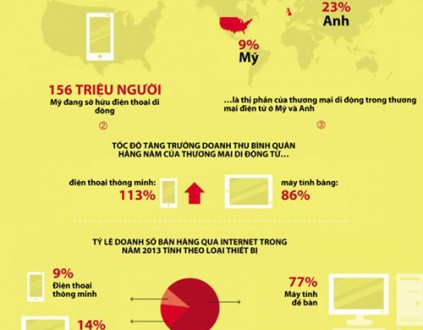 23%
Anh
9%
Mỹ
156 TRIỆU NGƯỜI
Mỹ đang sở hữu điện thoại di
động
②
...là thị phần của thương mại di động trong thương
mại điện tử ở Mỹ và Anh
③
TỐC ĐỘ TĂNG TRƯỞNG DOANH THU BÌNH QUÂN
HÀNG NĂM CỦA THƯƠNG MẠI DI ĐỘNG TỪ...
điện thoại thông minh:
113%
máy tính bảng:
86%
TỶ LỆ DOANH SỐ BÁN HÀNG QUA INTERNET TRONG
NĂM 2013 TÍNH THEO LOẠI THIẾT BỊ
9%
Điện thoại
thông minh
77%
Máy tính
để bàn
14%